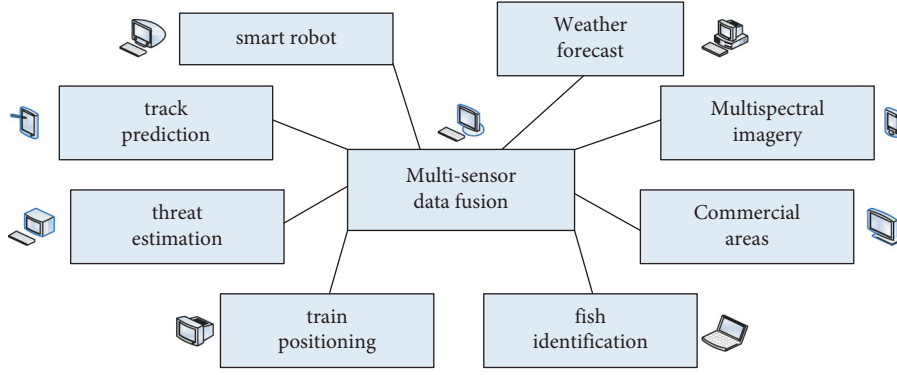 smart robot
Weather
forecast
track
prediction
Multispectral
imagery
Multi-sensor
data fusion
threat
estimation
Commercial
areas
train
positioning
fish
identification